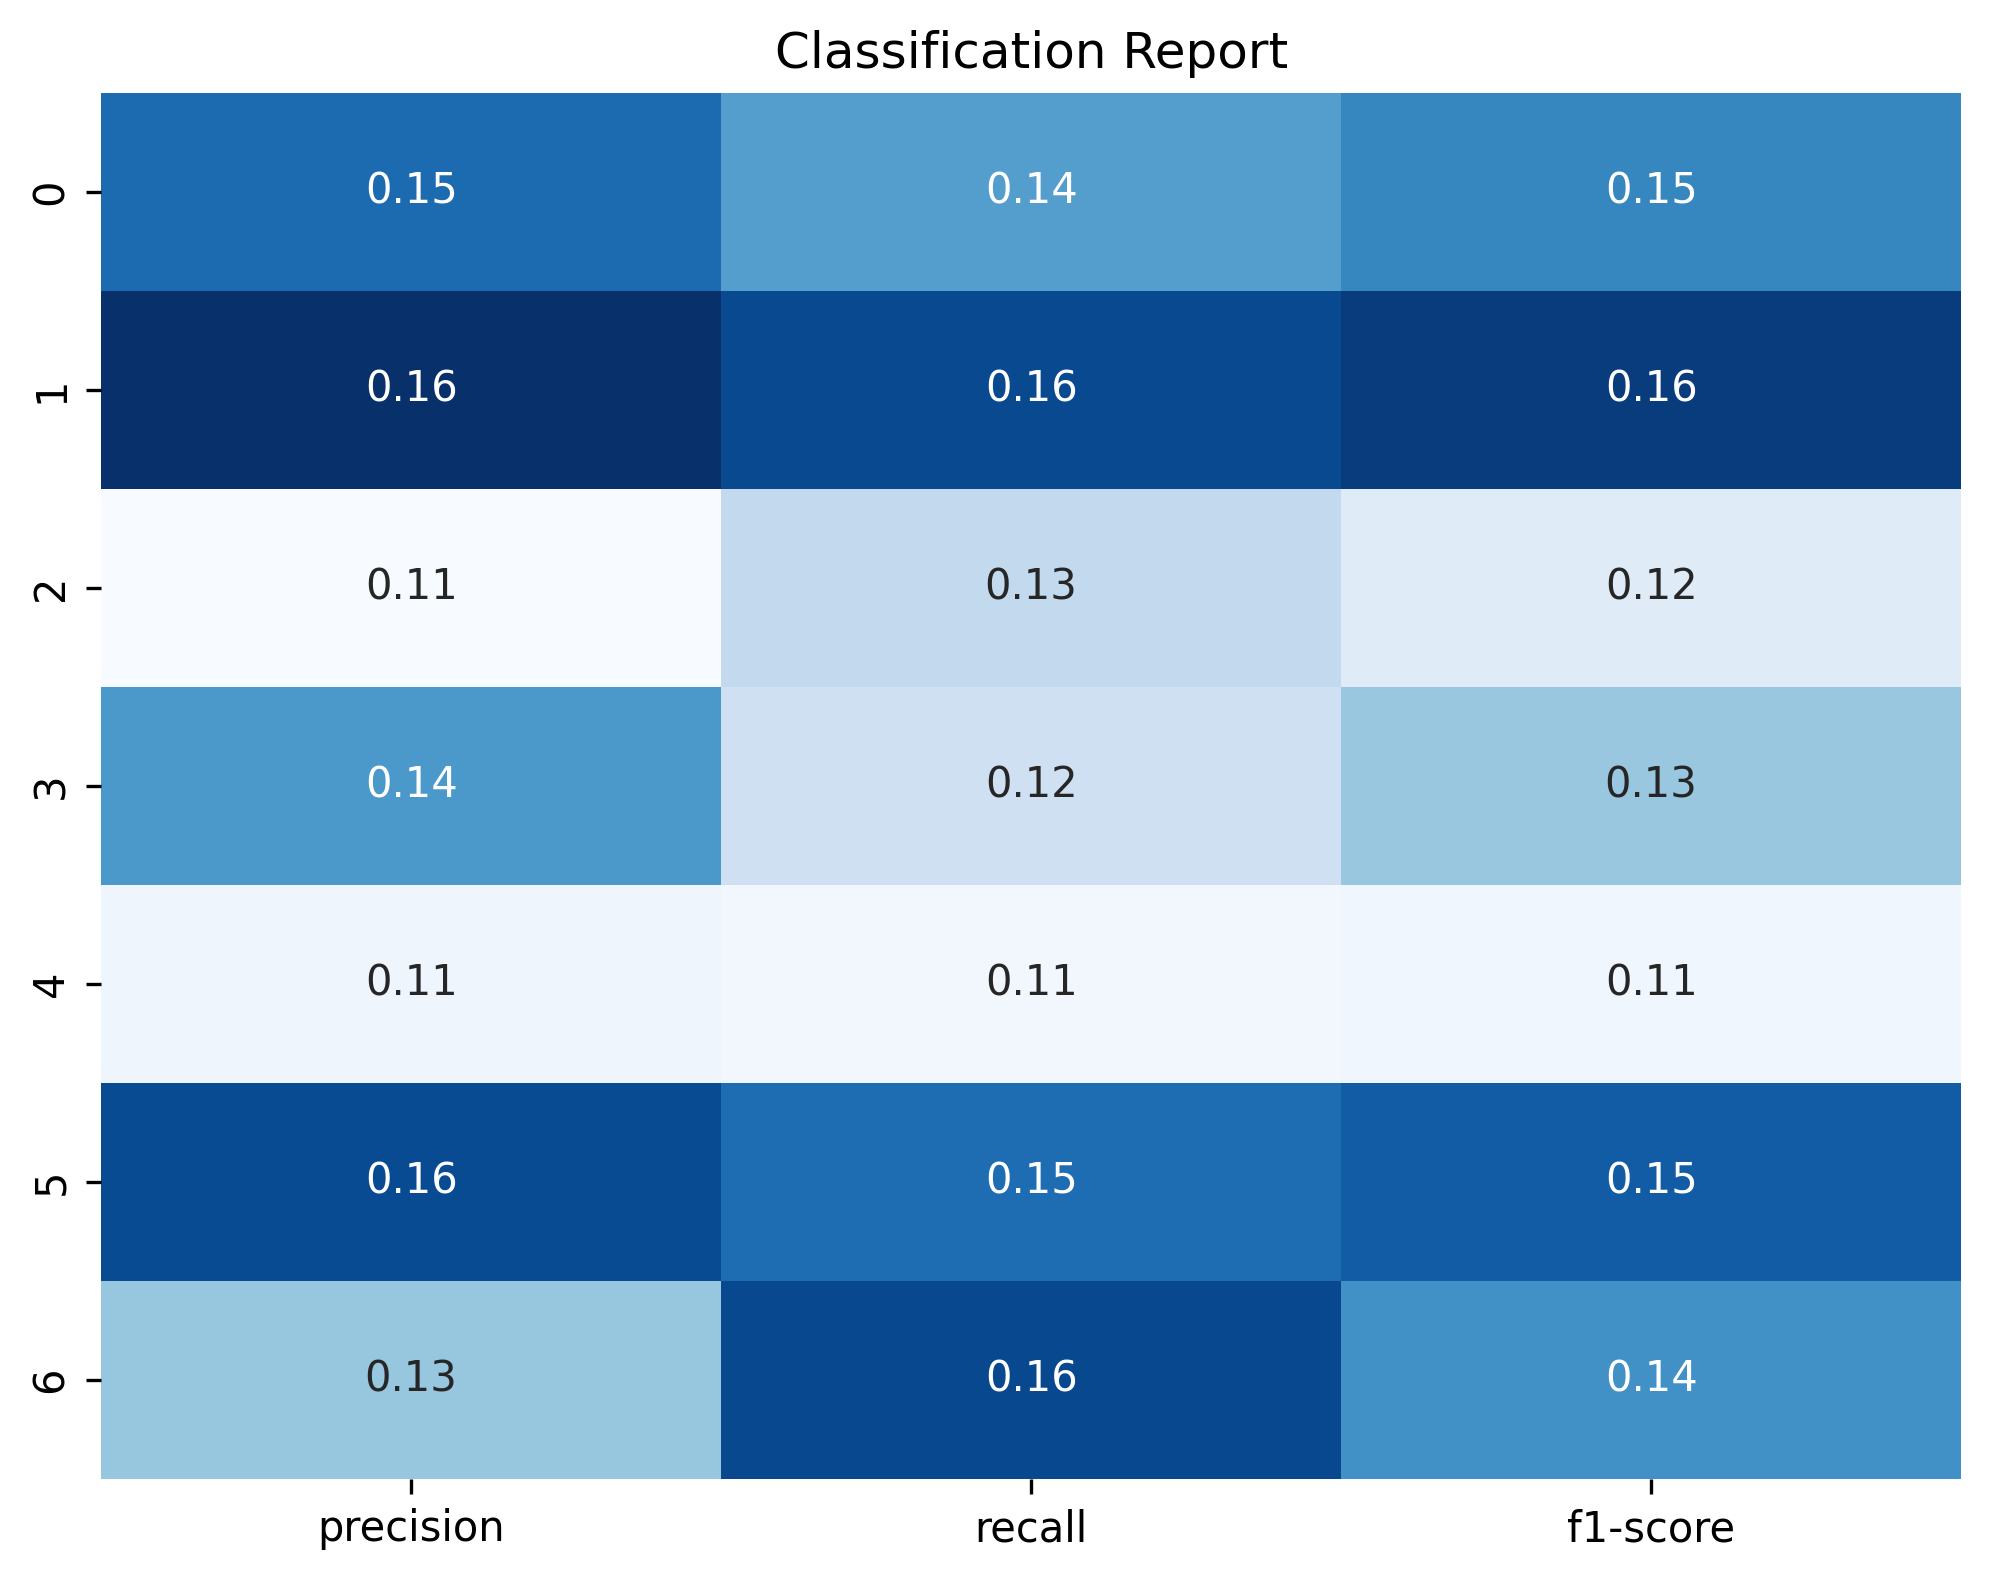 Classification Report
0 0.15 0.14 0.15
1 0.16 0.16 0.16
2 0.11 0.13 0.12
3 0.14 0.12 0.13
4 0.11 0.11 0.11
5 0.16 0.15 0.15
6 0.13 0.16 0.14
precision recall f1-score